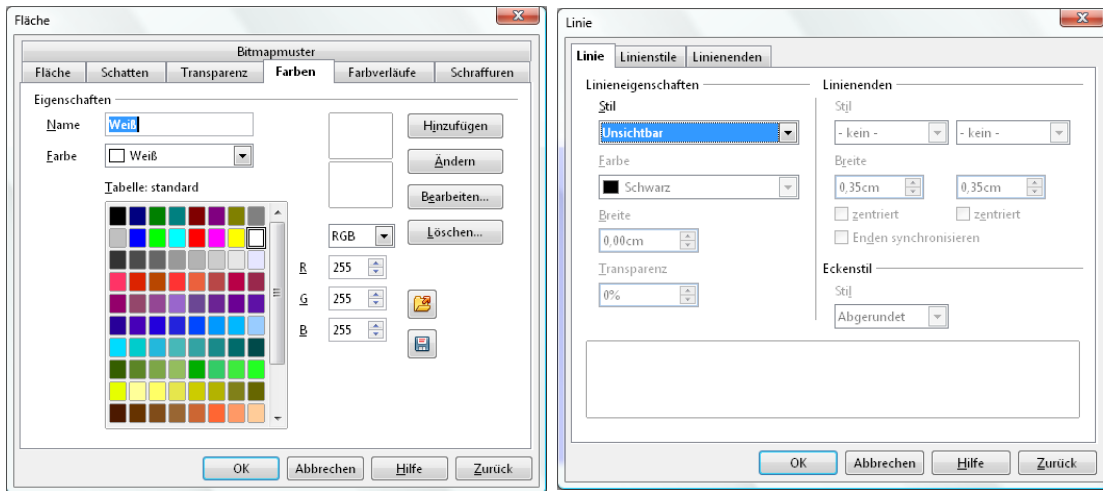 Fläche
Bitmapmuster
Fläche Schatten Transparenz Farben Farbverläufe Schraffuren
Eigenschaften
Name Weiß Hinzufügen
Farbe Weiß Ändern
Tabelle: standard Bearbeiten...
RGB Löschen...
R 255
G 255
B 255
OK Abbrechen Hilfe Zurück
Linie
Linie Linienstile Linienenden
Linieneigenschaften Linienenden
Stil Stil
Unsichtbar - kein - - kein -
Farbe Breite
Schwarz 0,35cm 0,35cm
Breite zentriert zentriert
0,00cm Enden synchronisieren
Transparenz Eckenstil
0% Stil
Abgerundet
OK Abbrechen Hilfe Zurück